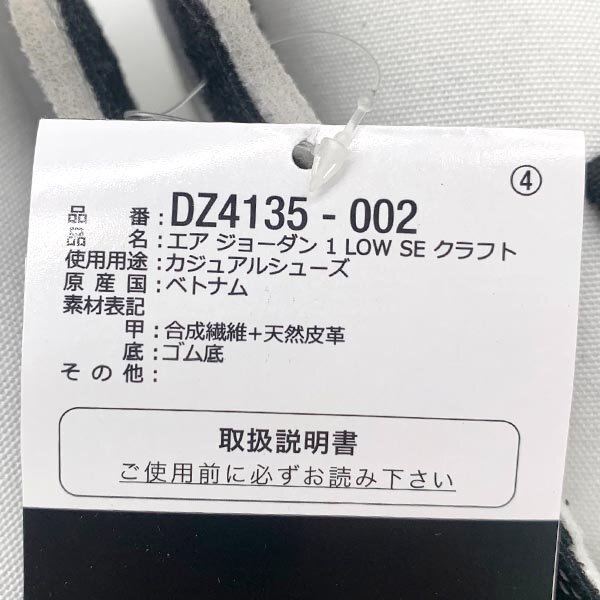 ④
品番:DZ4135-002
品名:エア ジョーダン 1 LOW SE クラフト
使用用途:カジュアルシューズ
原産国:ベトナム
素材表記
甲:合成繊維+天然皮革
底:ゴム底
その他:
取扱説明書
ご使用前に必ずお読み下さい